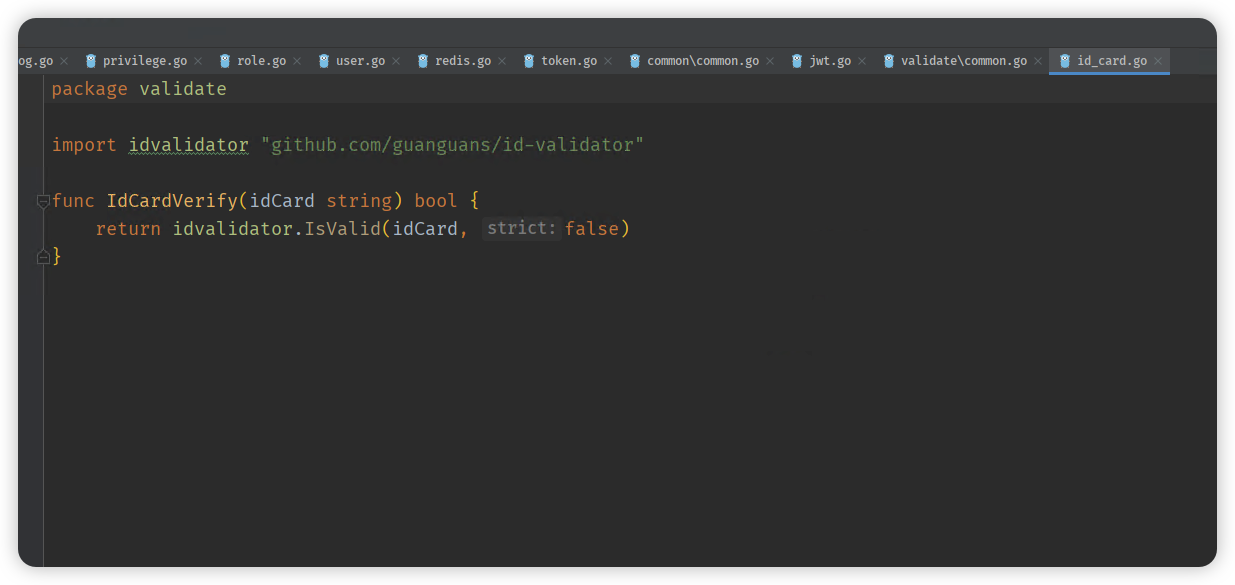 og.go privilege.go role.go user.go redis.go token.go common\common.go jwt.go validate\common.go id_card.go
package validate
import idvalidator "github.com/guanguans/id-validator"
func IdCardVerify(idCard string) bool {
return idvalidator.IsValid(idCard, strict: false)
}